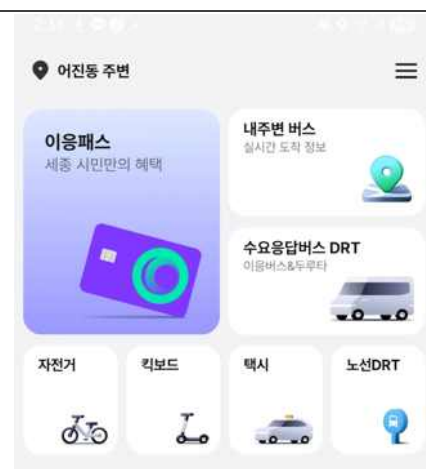 어진동 주변
이응패스
세종 시민만의 혜택
내주변 버스
실시간 도착 정보
수요응답버스 DRT
이응버스&두루타
자전거
킥보드
택시
노선DRT